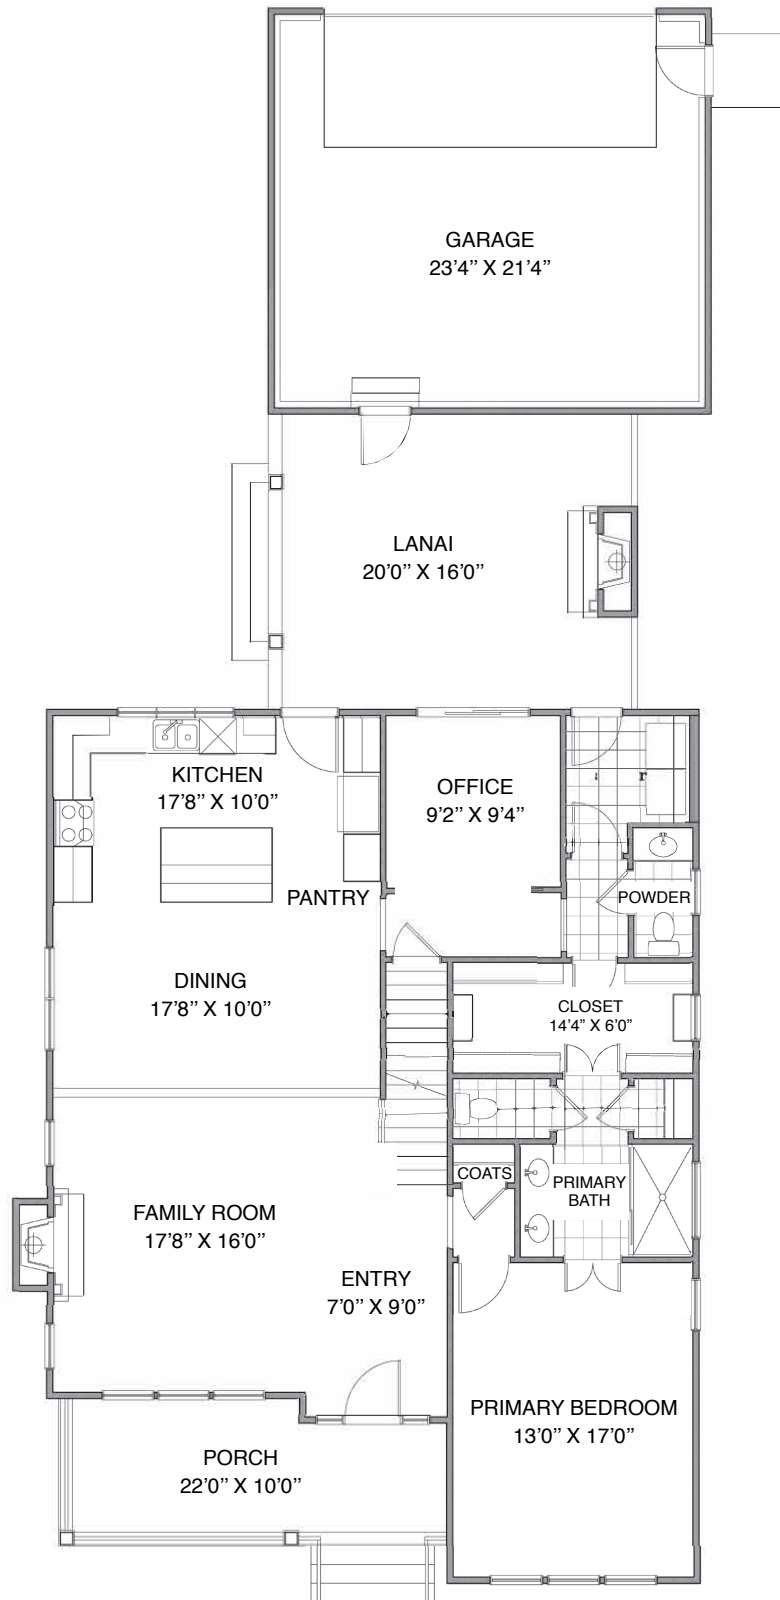 GARAGE
23'4" X 21'4"
LANAI
20'0" X 16'0"
KITCHEN
17'8" X 10'0"
OFFICE
9'2" X 9'4"
PANTRY
POWDER
DINING
17'8" X 10'0"
CLOSET
14'4" X 6'0"
COATS
PRIMARY
BATH
FAMILY ROOM
17'8" X 16'0"
ENTRY
7'0" X 9'0"
PRIMARY BEDROOM
13'0" X 17'0"
PORCH
22'0" X 10'0"